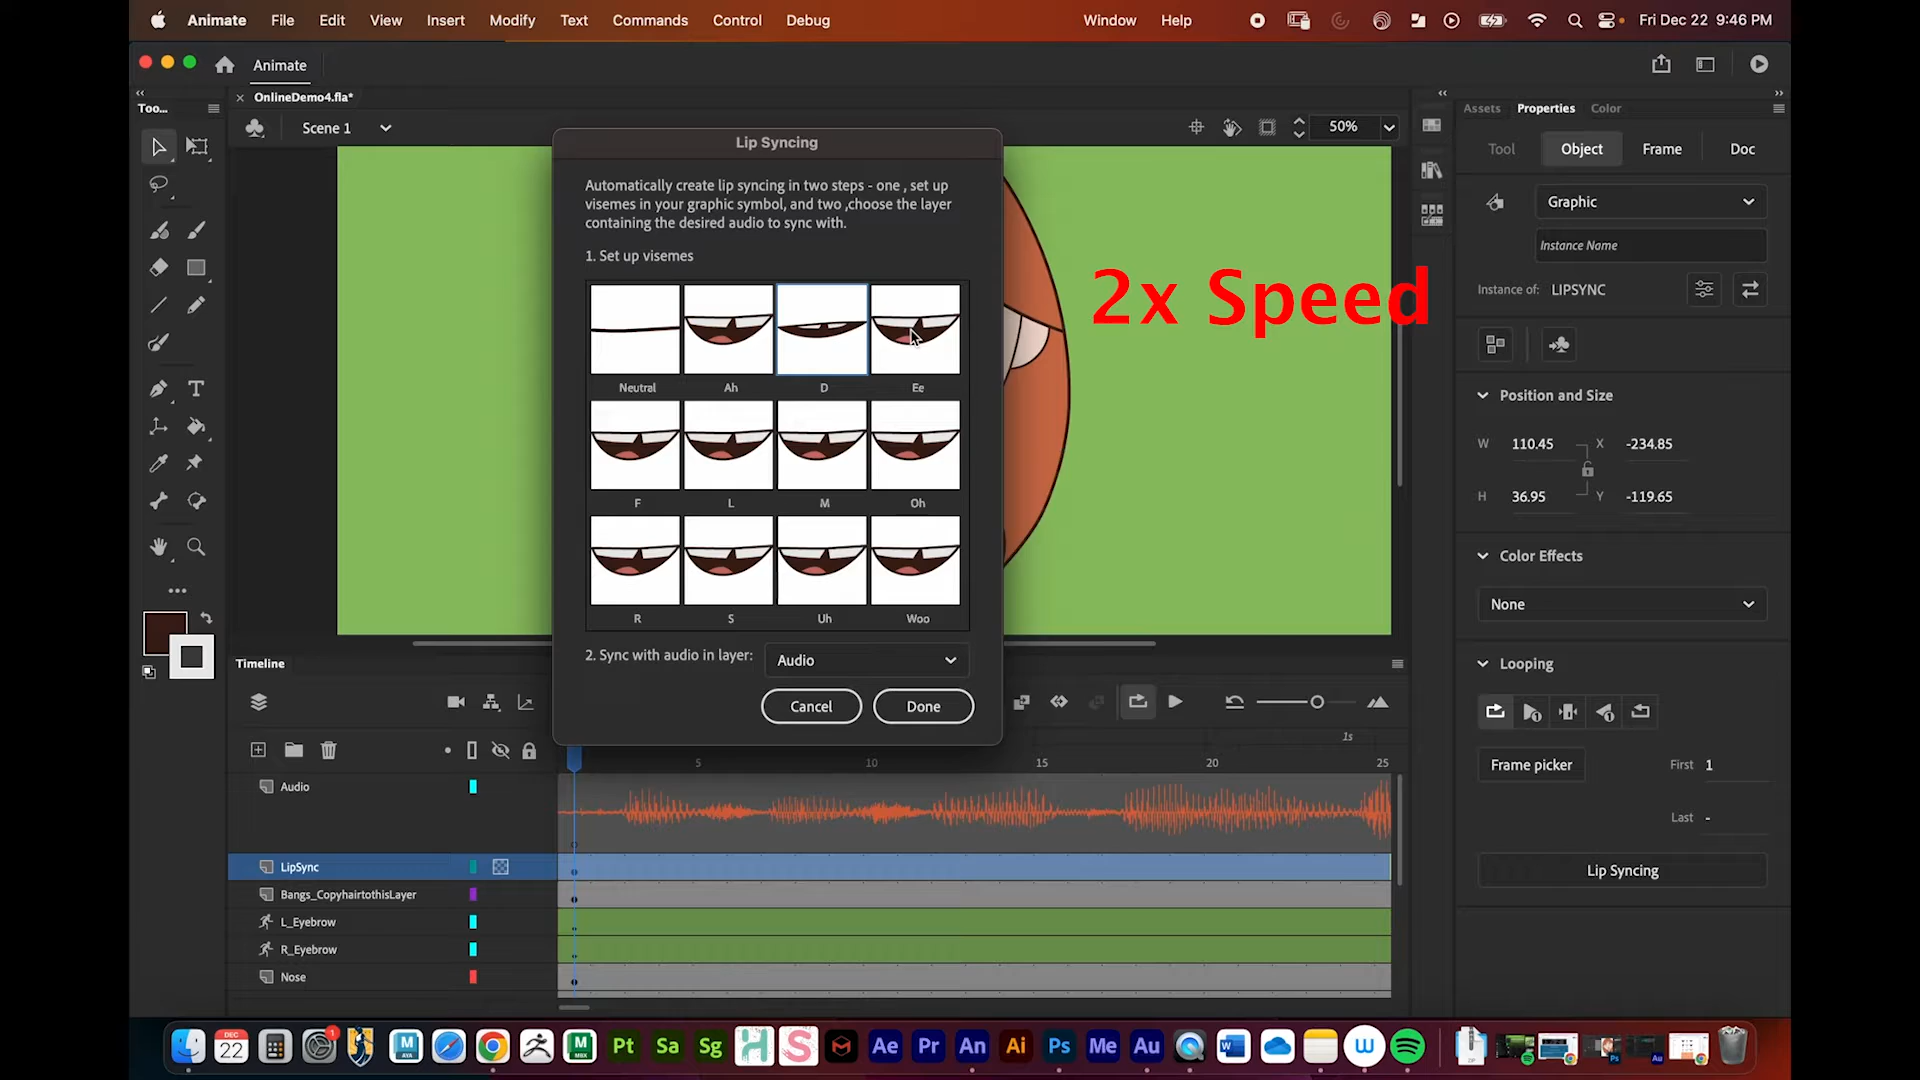 Animate File Edit View Insert Modify Text Commands Control Debug Window Help Fri Dec 22 9:46 PM
Animate
Too...
OnlineDemo4.fla*
Assets Properties Color
Scene 1
50%
Tool Object Frame Doc
Lip Syncing
Automatically create lip syncing in two steps - one , set up
visemes in your graphic symbol, and two ,choose the layer
containing the desired audio to sync with.
1. Set up visemes
Neutral Ah D Ee
F L M Oh
R S Uh Woo
2. Sync with audio in layer: Audio
Cancel Done
2x Speed
Graphic
Instance Name
Instance of: LIPSYNC
Position and Size
W 110.45 X -234.85
H 36.95 Y -119.65
Color Effects
None
Looping
Frame picker First 1
Last -
Lip Syncing
Timeline
1s
5 10 15 20 25
Audio
LipSync
Bangs_CopyhairtothisLayer
L_Eyebrow
R_Eyebrow
Nose
DEC
22
1
M
AYA
M
Pt Sa Sg H S Ae Pr An Ai Ps Me Au W W